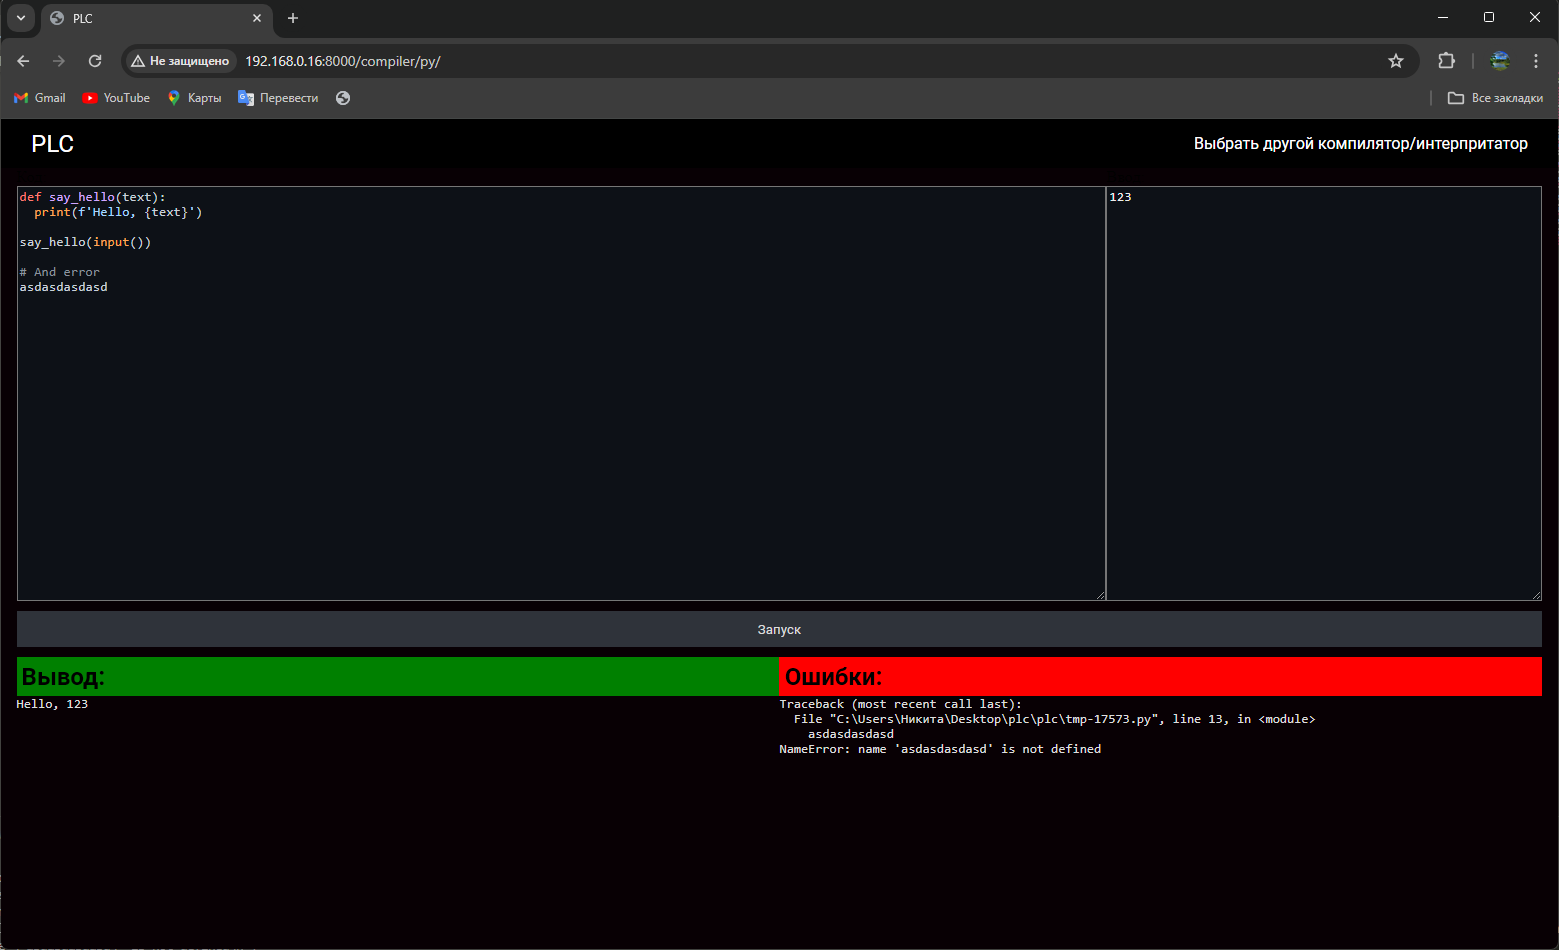 PLC
Не защищено
192.168.0.16:8000/compiler/py/
Gmail YouTube Карты Перевести Все закладки
PLC Выбрать другой компилятор/интерпритатор
def say_hello(text):
  print(f'Hello, {text}')
say_hello(input())
# And error
asdasdasdasd
123
Запуск
Вывод:
Hello, 123
Ошибки:
Traceback (most recent call last):
  File "C:\Users\Никита\Desktop\plc\plc\tmp-17573.py", line 13, in <module>
    asdasdasdasd
NameError: name 'asdasdasdasd' is not defined